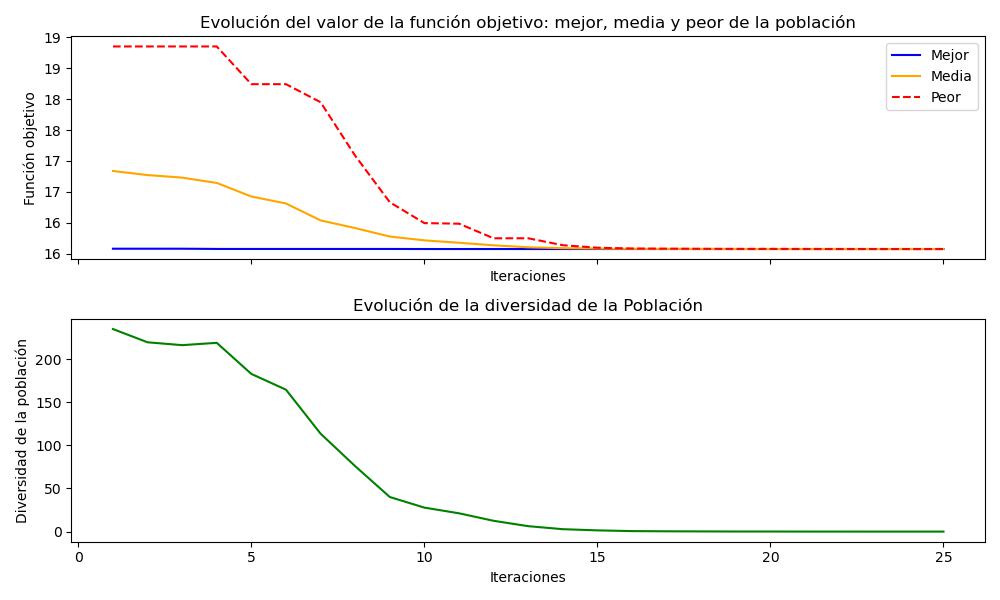 Evolución del valor de la función objetivo: mejor, media y peor de la población
19
19
18
18
17
17
16
16
Función objetivo
Mejor
Media
Peor
Iteraciones
Evolución de la diversidad de la Población
200
150
100
50
0
Diversidad de la población
0 5 10 15 20 25
Iteraciones